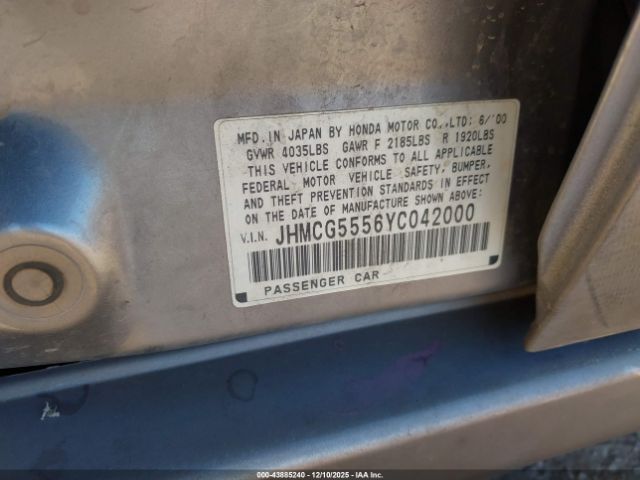 MFD.IN JAPAN BY HONDA MOTOR CO.,LTD: 6/'00
GVWR 4035LBS GAWR F 2185LBS R 1920LBS
THIS VEHICLE CONFORMS TO ALL APPLICABLE
FEDERAL MOTOR VEHICLE SAFETY, BUMPER,
AND THEFT PREVENTION STANDARDS IN EFFECT
ON THE DATE OF MANUFACTURE SHOWN ABOVE:
V.I.N. JHMCG5556YC042000
PASSENGER CAR
000-43885240 - 12/10/2025 - IAA Inc.